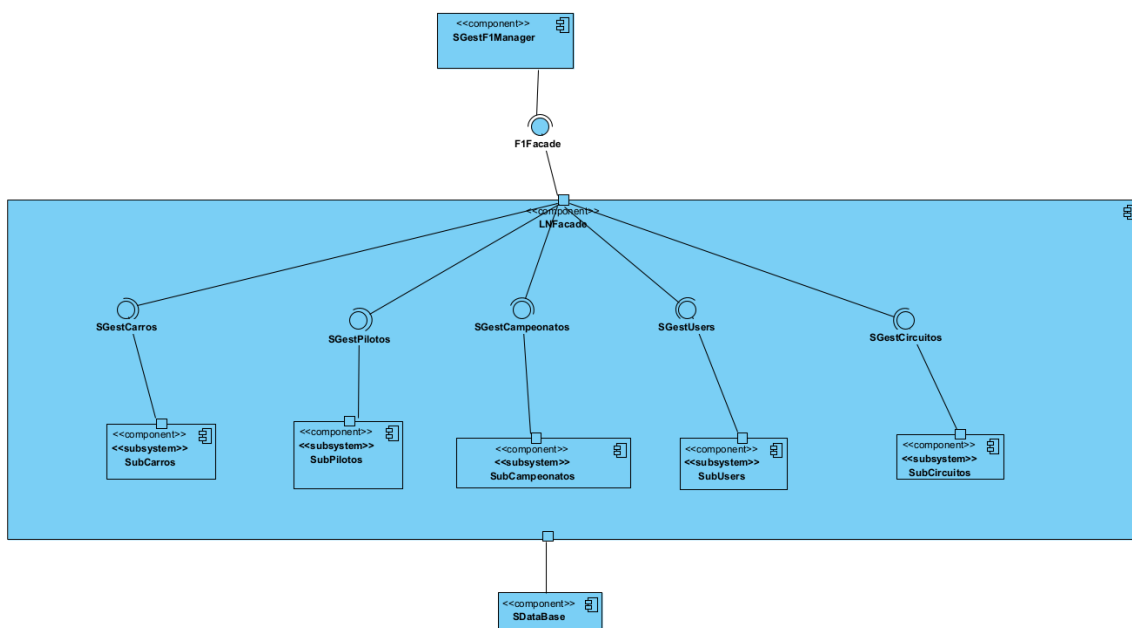 <<component>>
SGestF1Manager
F1Facade
<<component>>
LNFacade
SGestCarros
SGestPilotos
SGestCampeonatos
SGestUsers
SGestCircuitos
<<component>>
<<subsystem>>
SubCarros
<<component>>
<<subsystem>>
SubPilotos
<<component>>
<<subsystem>>
SubCampeonatos
<<component>>
<<subsystem>>
SubUsers
<<component>>
<<subsystem>>
SubCircuitos
<<component>>
SDataBase